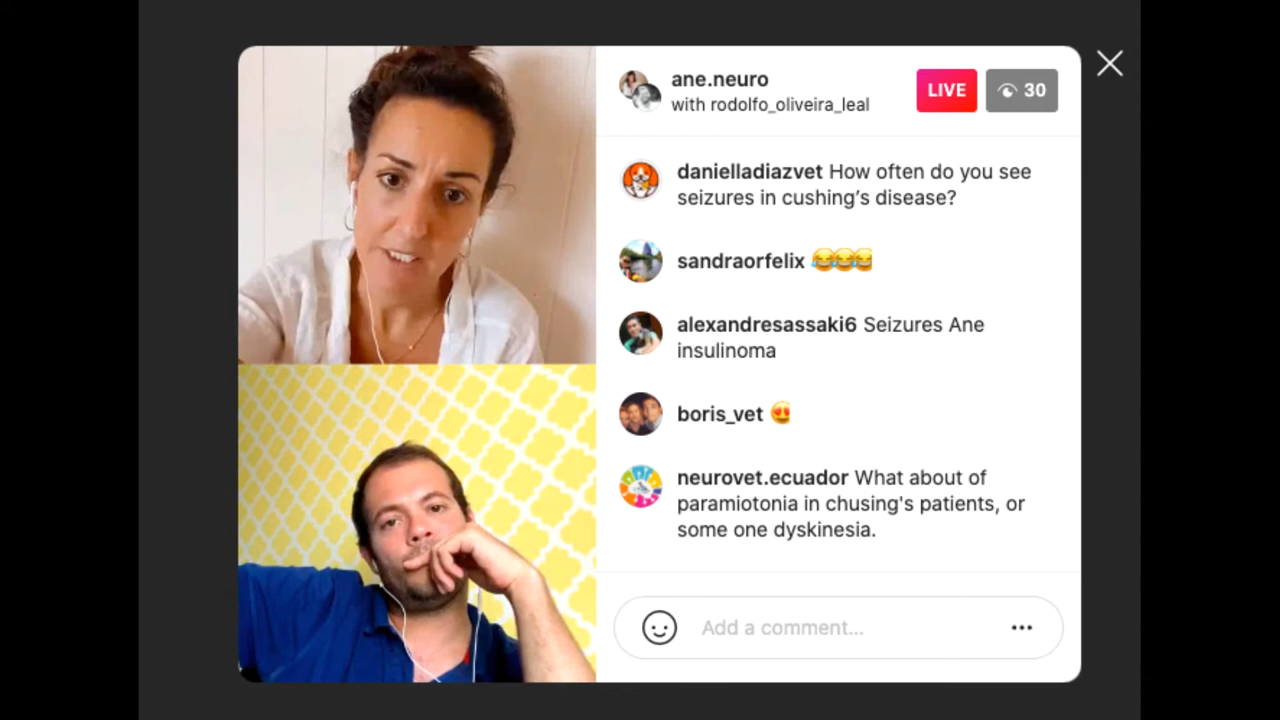 ane.neuro
with rodolfo_oliveira_leal
LIVE
30
danielladiazvet How often do you see
seizures in cushing’s disease?
sandraorfelix 😂😂😂
alexandresassaki6 Seizures Ane
insulinoma
boris_vet 😍
neurovet.ecuador What about of
paramiotonia in chusing's patients, or
some one dyskinesia.
Add a comment...